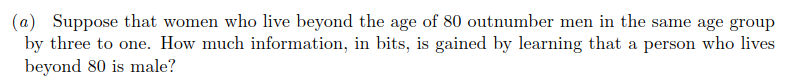 (a) Suppose that women who live beyond the age of 80 outnumber men in the same age group
by three to one. How much information, in bits, is gained by learning that a person who lives
beyond 80 is male?